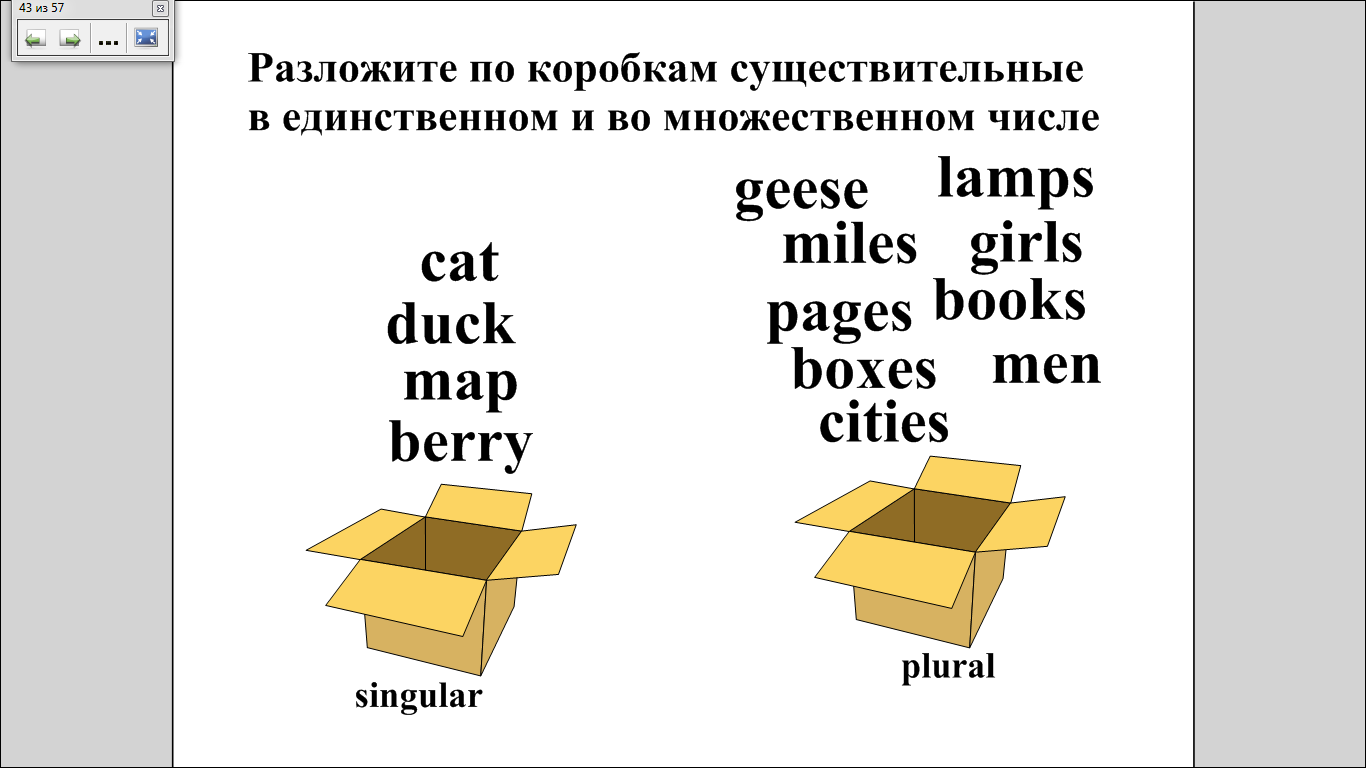 43 из 57
...
Разложите по коробкам существительные
в единственном и во множественном числе
cat
duck
map
berry
geese
lamps
miles
girls
pages
books
boxes
men
cities
singular
plural